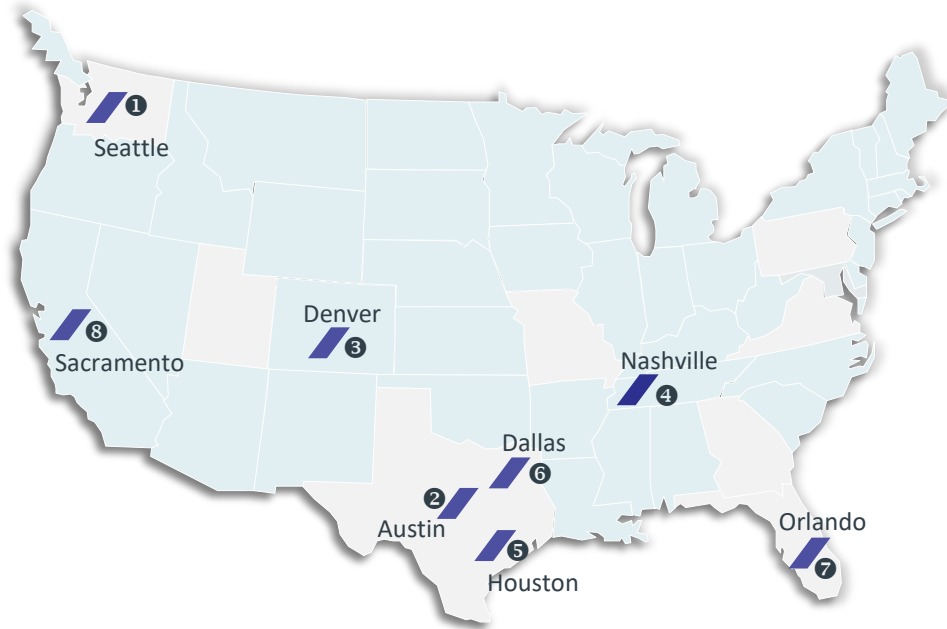 ❶
Seattle
Denver
❸
❽
Sacramento
Nashville
❹
Dallas
❻
❷
Austin
Orlando
❺
❼
Houston